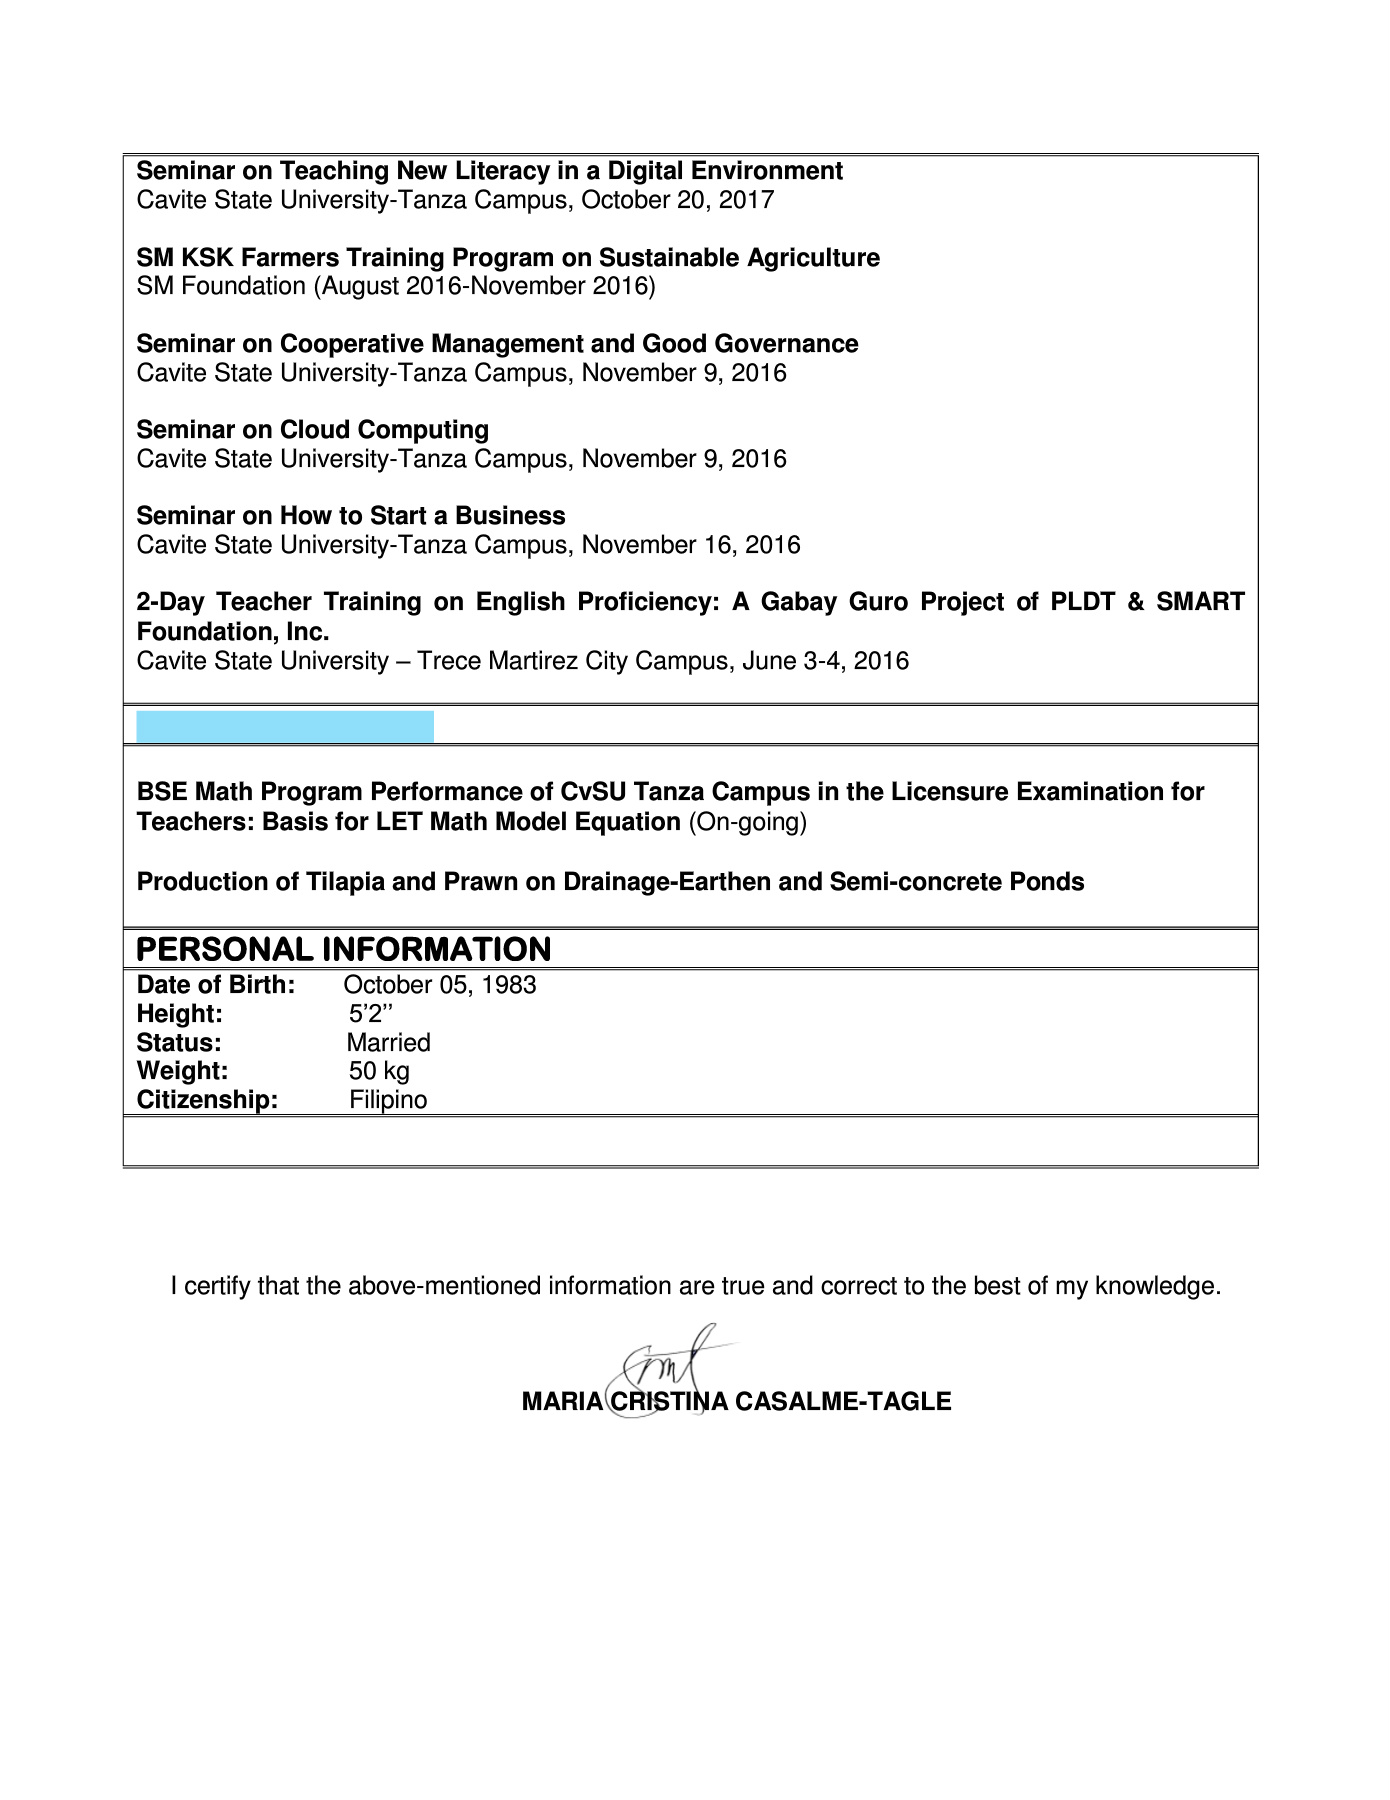 Seminar on Teaching New Literacy in a Digital Environment
Cavite State University-Tanza Campus, October 20, 2017
SM KSK Farmers Training Program on Sustainable Agriculture
SM Foundation (August 2016-November 2016)
Seminar on Cooperative Management and Good Governance
Cavite State University-Tanza Campus, November 9, 2016
Seminar on Cloud Computing
Cavite State University-Tanza Campus, November 9, 2016
Seminar on How to Start a Business
Cavite State University-Tanza Campus, November 16, 2016
2-Day Teacher Training on English Proficiency: A Gabay Guro Project of PLDT & SMART
Foundation, Inc.
Cavite State University – Trece Martirez City Campus, June 3-4, 2016
BSE Math Program Performance of CvSU Tanza Campus in the Licensure Examination for
Teachers: Basis for LET Math Model Equation (On-going)
Production of Tilapia and Prawn on Drainage-Earthen and Semi-concrete Ponds
PERSONAL INFORMATION
Date of Birth: October 05, 1983
Height: 5’2’’
Status: Married
Weight: 50 kg
Citizenship: Filipino
I certify that the above-mentioned information are true and correct to the best of my knowledge.
MARIA CRISTINA CASALME-TAGLE